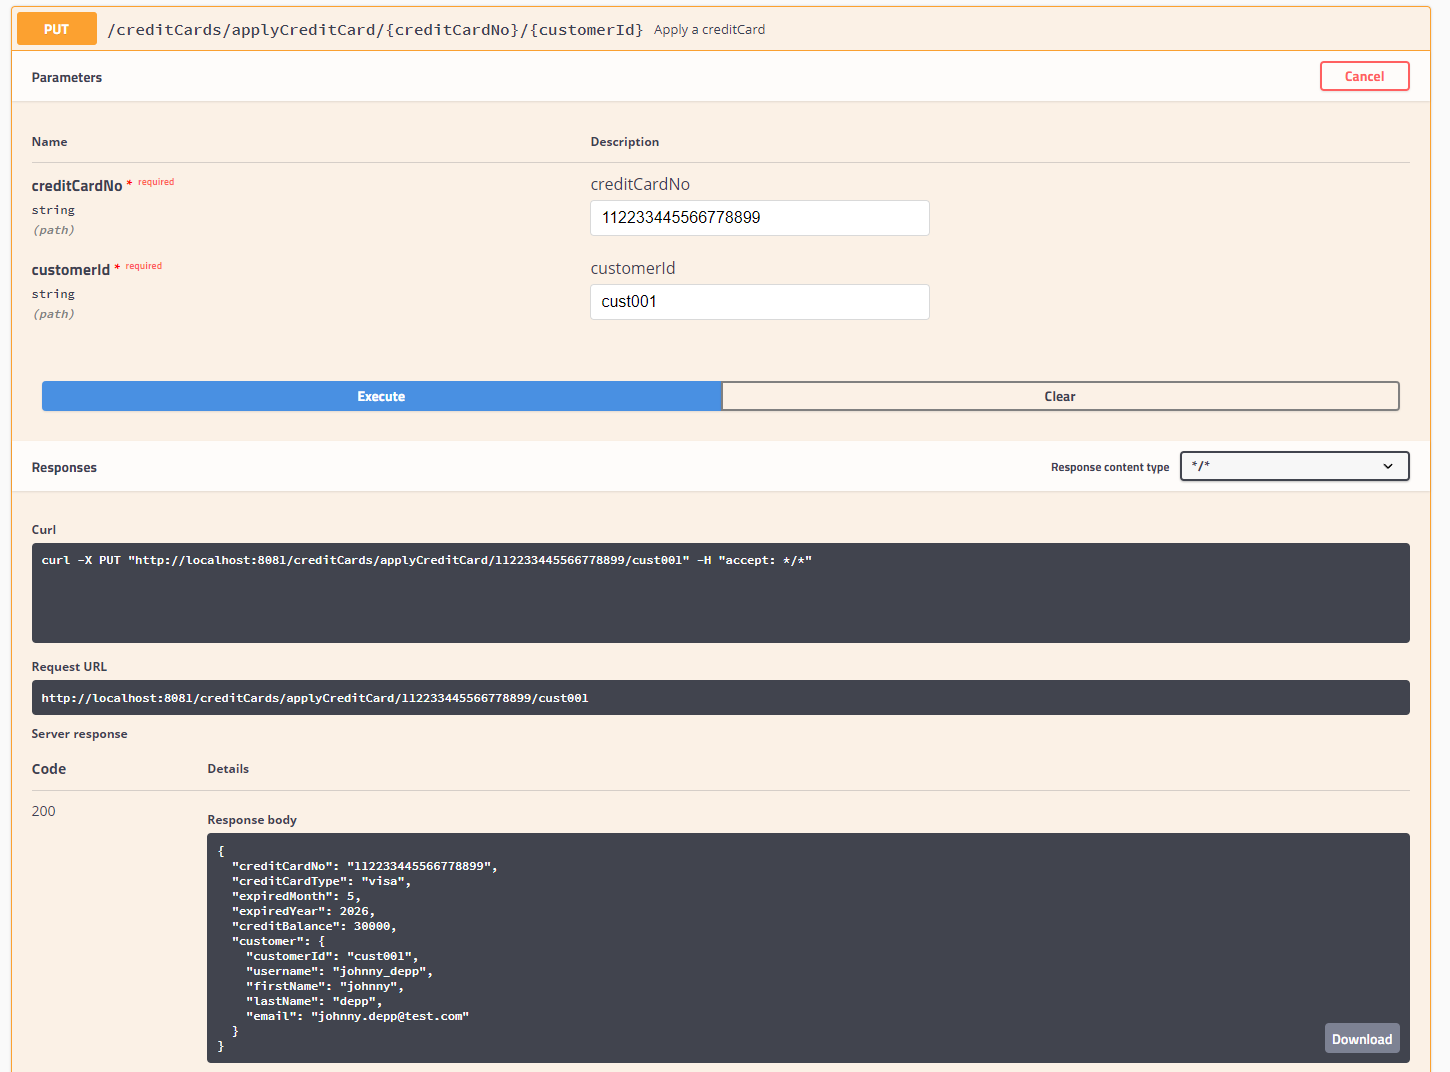 PUT /creditCards/applyCreditCard/{creditCardNo}/{customerId} Apply a creditCard
Parameters Cancel
Name Description
creditCardNo * required
string
(path)
creditCardNo
112233445566778899
customerId * required
string
(path)
customerId
cust001
Execute Clear
Responses Response content type */*
Curl
curl -X PUT "http://localhost:8081/creditCards/applyCreditCard/112233445566778899/cust001" -H "accept: */*"
Request URL
http://localhost:8081/creditCards/applyCreditCard/112233445566778899/cust001
Server response
Code Details
200
Response body
{
  "creditCardNo": "112233445566778899",
  "creditCardType": "visa",
  "expiredMonth": 5,
  "expiredYear": 2026,
  "creditBalance": 30000,
  "customer": {
    "customerId": "cust001",
    "username": "johnny_depp",
    "firstName": "johnny",
    "lastName": "depp",
    "email": "johnny.depp@test.com"
  }
}
Download